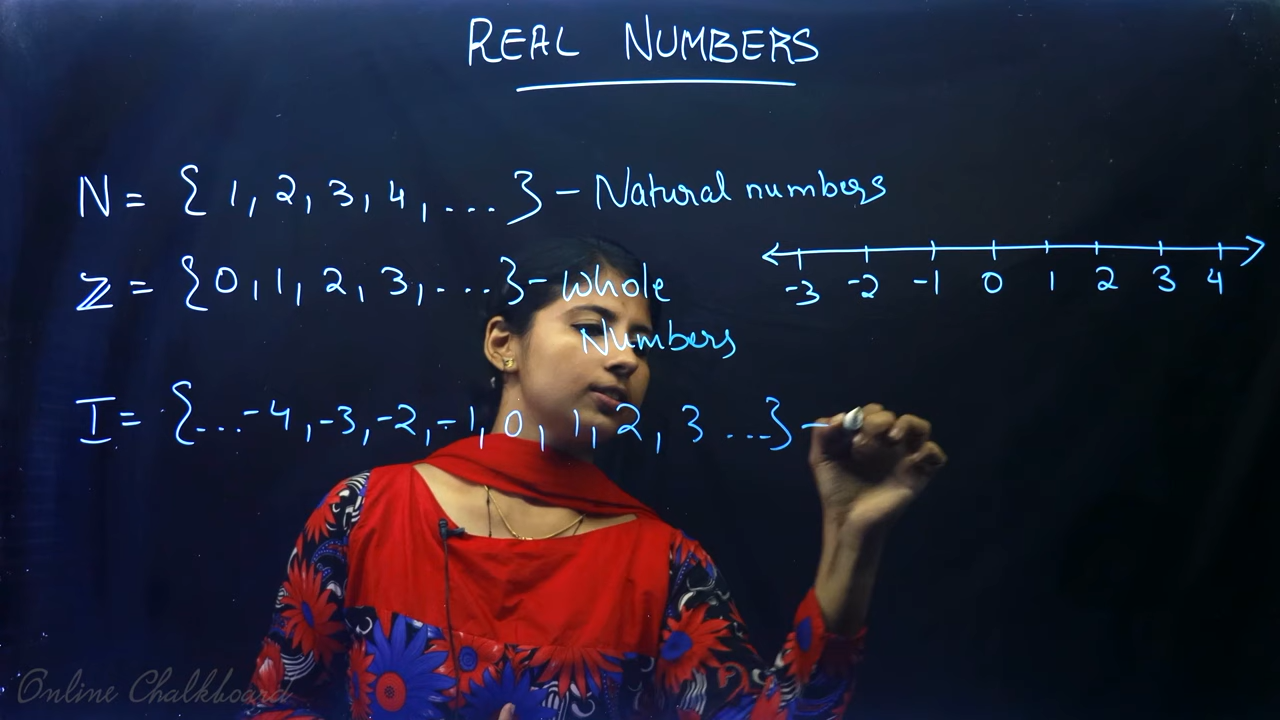 REAL NUMBERS
N = { 1, 2, 3, 4, ... } - Natural numbers
ℤ = {0, 1, 2, 3, ... } - Whole
Numbers
-3 -2 -1 0 1 2 3 4
I = {...-4, -3, -2, -1, 0, 1, 2, 3 ...} -
Online Chalkboard